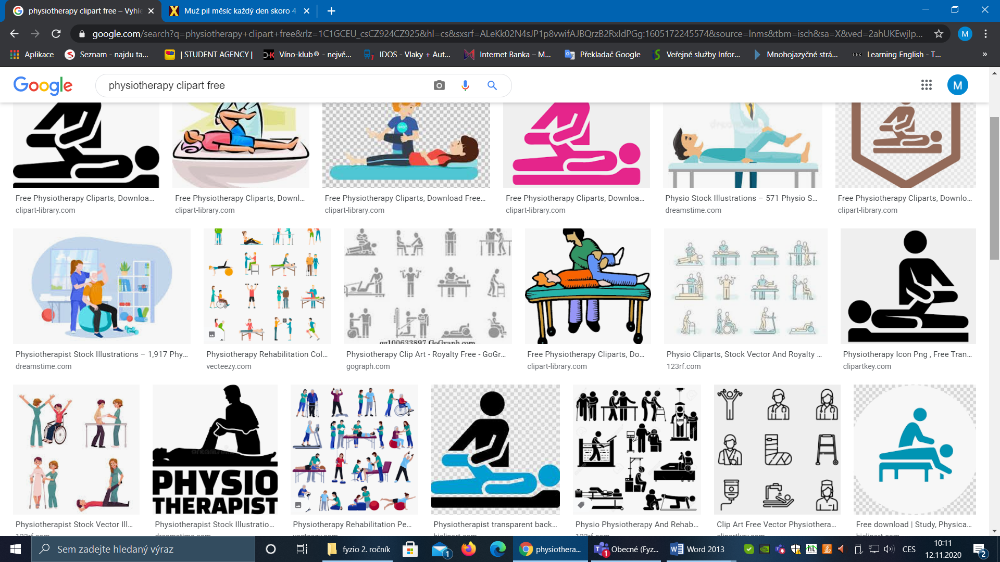 physiotherapy clipart free – Vyhle
Muž pil měsíc každý den skoro 4
google.com/search?q=physiotherapy+clipart+free&rlz=1C1GCEU_csCZ924CZ925&hl=cs&sxsrf=ALeKk02N4sJP1p8vwifAJBQrzB2RxIdPGg:1605172245574&source=lnms&tbm=isch&sa=X&ved=2ahUKEwjIp...
M
Aplikace
Seznam - najdu ta...
| STUDENT AGENCY |
Víno-klub® - největ...
IDOS - Vlaky + Aut...
Internet Banka – M...
Překladač Google
Veřejné služby Infor...
Mnohojazyčné strá...
Learning English - T...
»
Google
physiotherapy clipart free
M
SPOT
Free Physiotherapy Cliparts, Downloa...
clipart-library.com
Free Physiotherapy Cliparts, Downl...
clipart-library.com
Free Physiotherapy Cliparts, Download Free...
clipart-library.com
Free Physiotherapy Cliparts, Downloa...
clipart-library.com
Physio Stock Illustrations – 571 Physio S...
dreamstime.com
Free Physiotherapy Cliparts, Downlo...
clipart-library.com
gg100633897 GoGraph.com
Physiotherapist Stock Illustrations – 1,917 Phy...
dreamstime.com
Physiotherapy Rehabilitation Col...
vecteezy.com
Physiotherapy Clip Art - Royalty Free - GoGr...
gograph.com
Free Physiotherapy Cliparts, Do...
clipart-library.com
Physio Cliparts, Stock Vector And Royalty ...
123rf.com
Physiotherapy Icon Png , Free Tran...
clipartkey.com
PHYSIO
THERAPIST
Physiotherapist Stock Vector Ill...
123rf.com
Physiotherapist Stock Illustratio...
dreamstime.com
Physiotherapy Rehabilitation Pe...
vecteezy.com
Physiotherapist transparent back...
hiclipart.com
Physio Physiotherapy And Rehab...
123rf.com
Clip Art Free Vector Physiothera...
clipartkey.com
Free download | Study, Physica...
hiclipart.com
Sem zadejte hledaný výraz
fyzio 2. ročník
1
physiothera...
1
Obecné (Fyz...
Word 2013
CES
10:11
12.11.2020
2